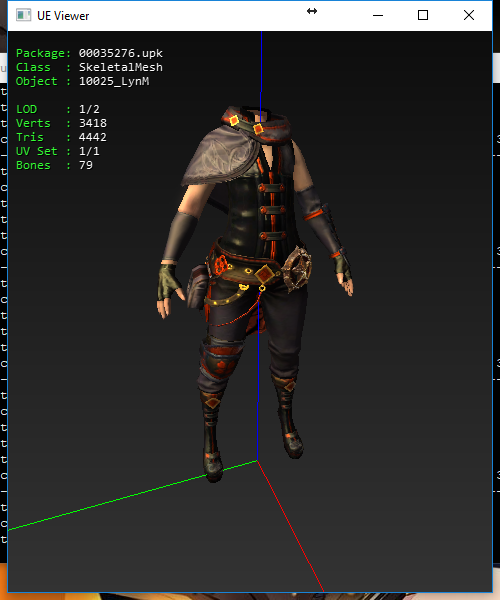 UE Viewer
Package: 00035276.upk
Class : SkeletalMesh
Object : 10025_LynM
LOD : 1/2
Verts : 3418
Tris : 4442
UV Set : 1/1
Bones : 79